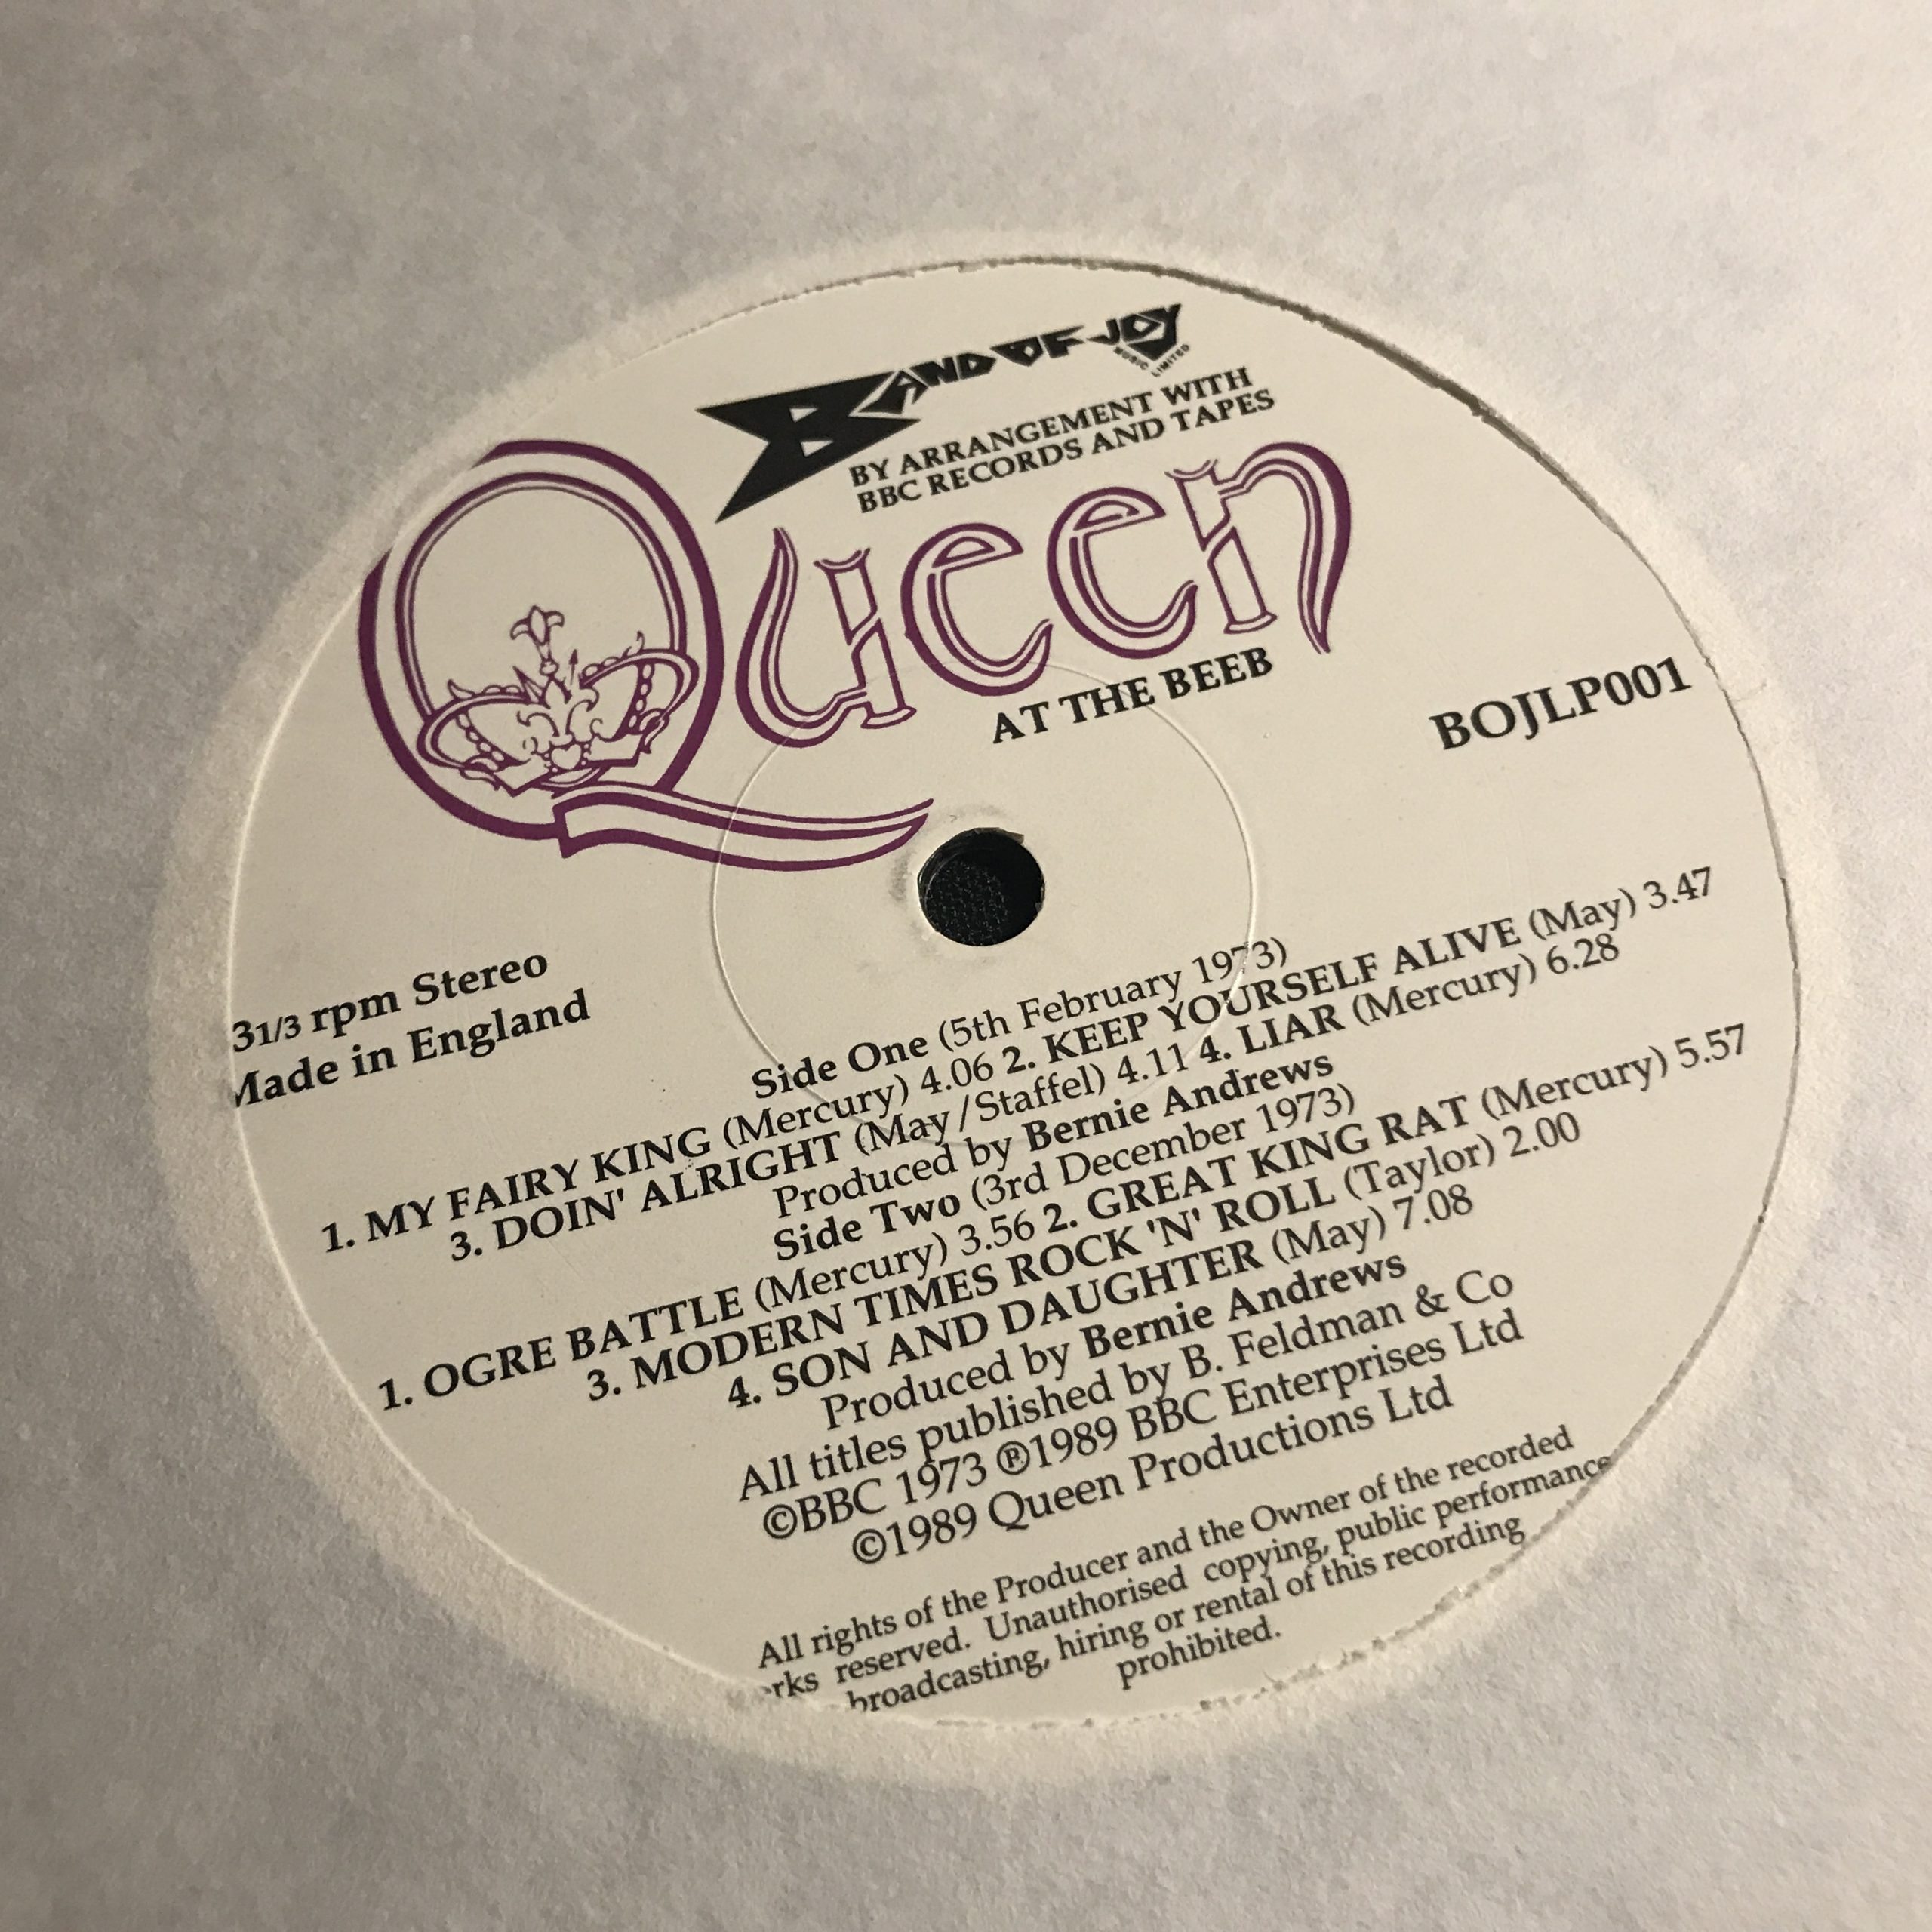 BAND OF JOY
MUSIC LIMITED
BY ARRANGEMENT WITH
BBC RECORDS AND TAPES
Queen
AT THE BEEB
BOJLP001
31/3 rpm Stereo
Made in England
Side One (5th February 1973)
1. MY FAIRY KING (Mercury) 4.06 2. KEEP YOURSELF ALIVE (May) 3.47
3. DOIN' ALRIGHT (May/Staffel) 4.11 4. LIAR (Mercury) 6.28
Produced by Bernie Andrews
Side Two (3rd December 1973)
1. OGRE BATTLE (Mercury) 3.56 2. GREAT KING RAT (Mercury) 5.57
3. MODERN TIMES ROCK 'N' ROLL (Taylor) 2.00
4. SON AND DAUGHTER (May) 7.08
Produced by Bernie Andrews
All titles published by B. Feldman & Co
©BBC 1973 ℗1989 BBC Enterprises Ltd
©1989 Queen Productions Ltd
All rights of the Producer and the Owner of the recorded
rks reserved. Unauthorised copying, public performance
broadcasting, hiring or rental of this recording
prohibited.